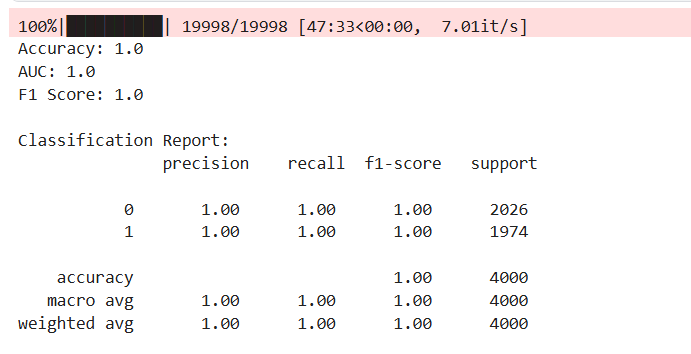 100%|██████████| 19998/19998 [47:33<00:00, 7.01it/s]
Accuracy: 1.0
AUC: 1.0
F1 Score: 1.0
Classification Report:
precision recall f1-score support
0 1.00 1.00 1.00 2026
1 1.00 1.00 1.00 1974
accuracy 1.00 4000
macro avg 1.00 1.00 1.00 4000
weighted avg 1.00 1.00 1.00 4000